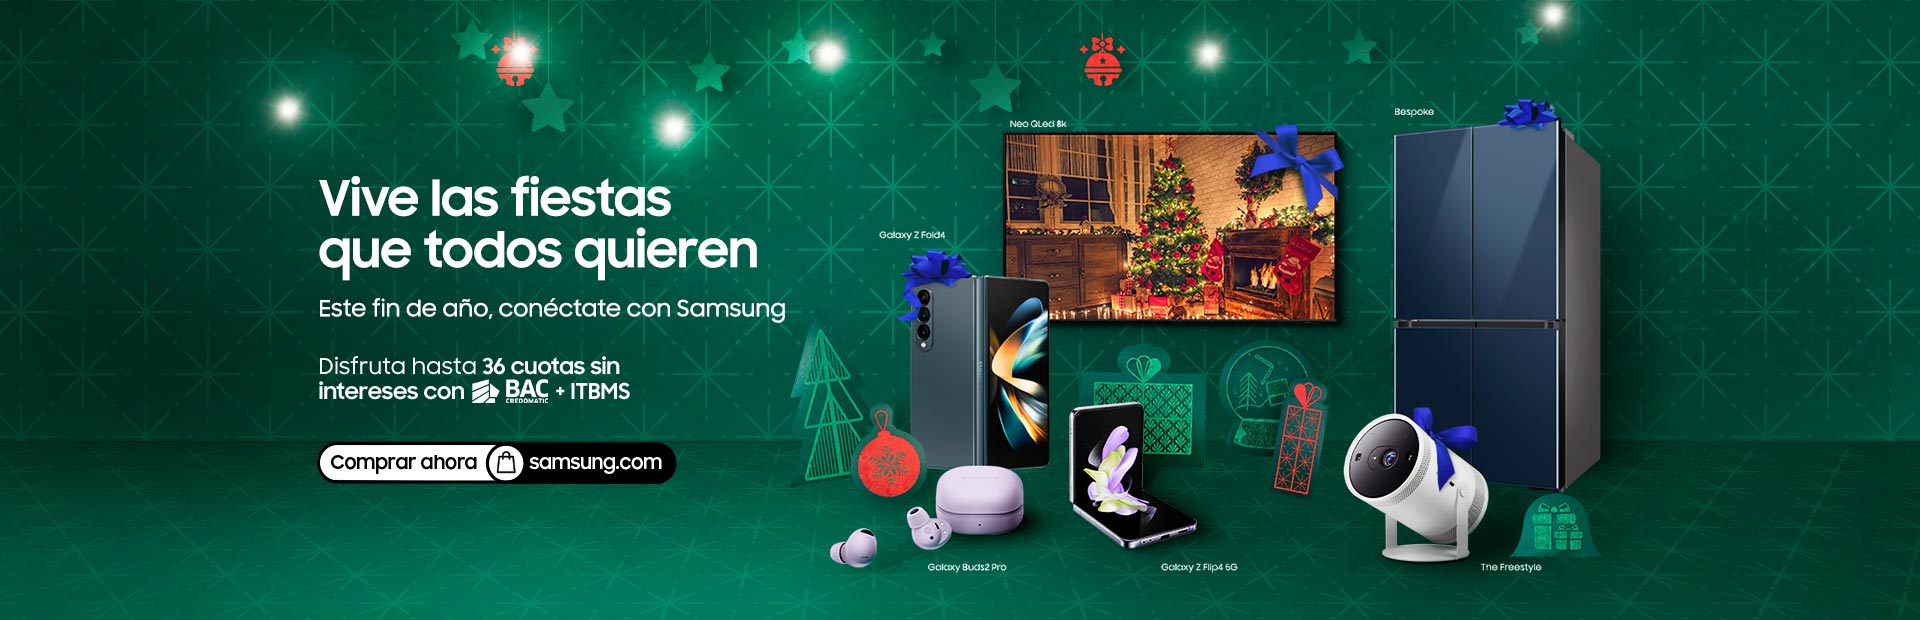 Vive las fiestas
que todos quieren
Este fin de año, conéctate con Samsung
Disfruta hasta 36 cuotas sin
intereses con BAC CREDOMATIC + ITBMS
Comprar ahora samsung.com
Galaxy Z Fold4
Neo QLed 8k
Bespoke
Galaxy Buds2 Pro
Galaxy Z Flip4 5G
The Freestyle